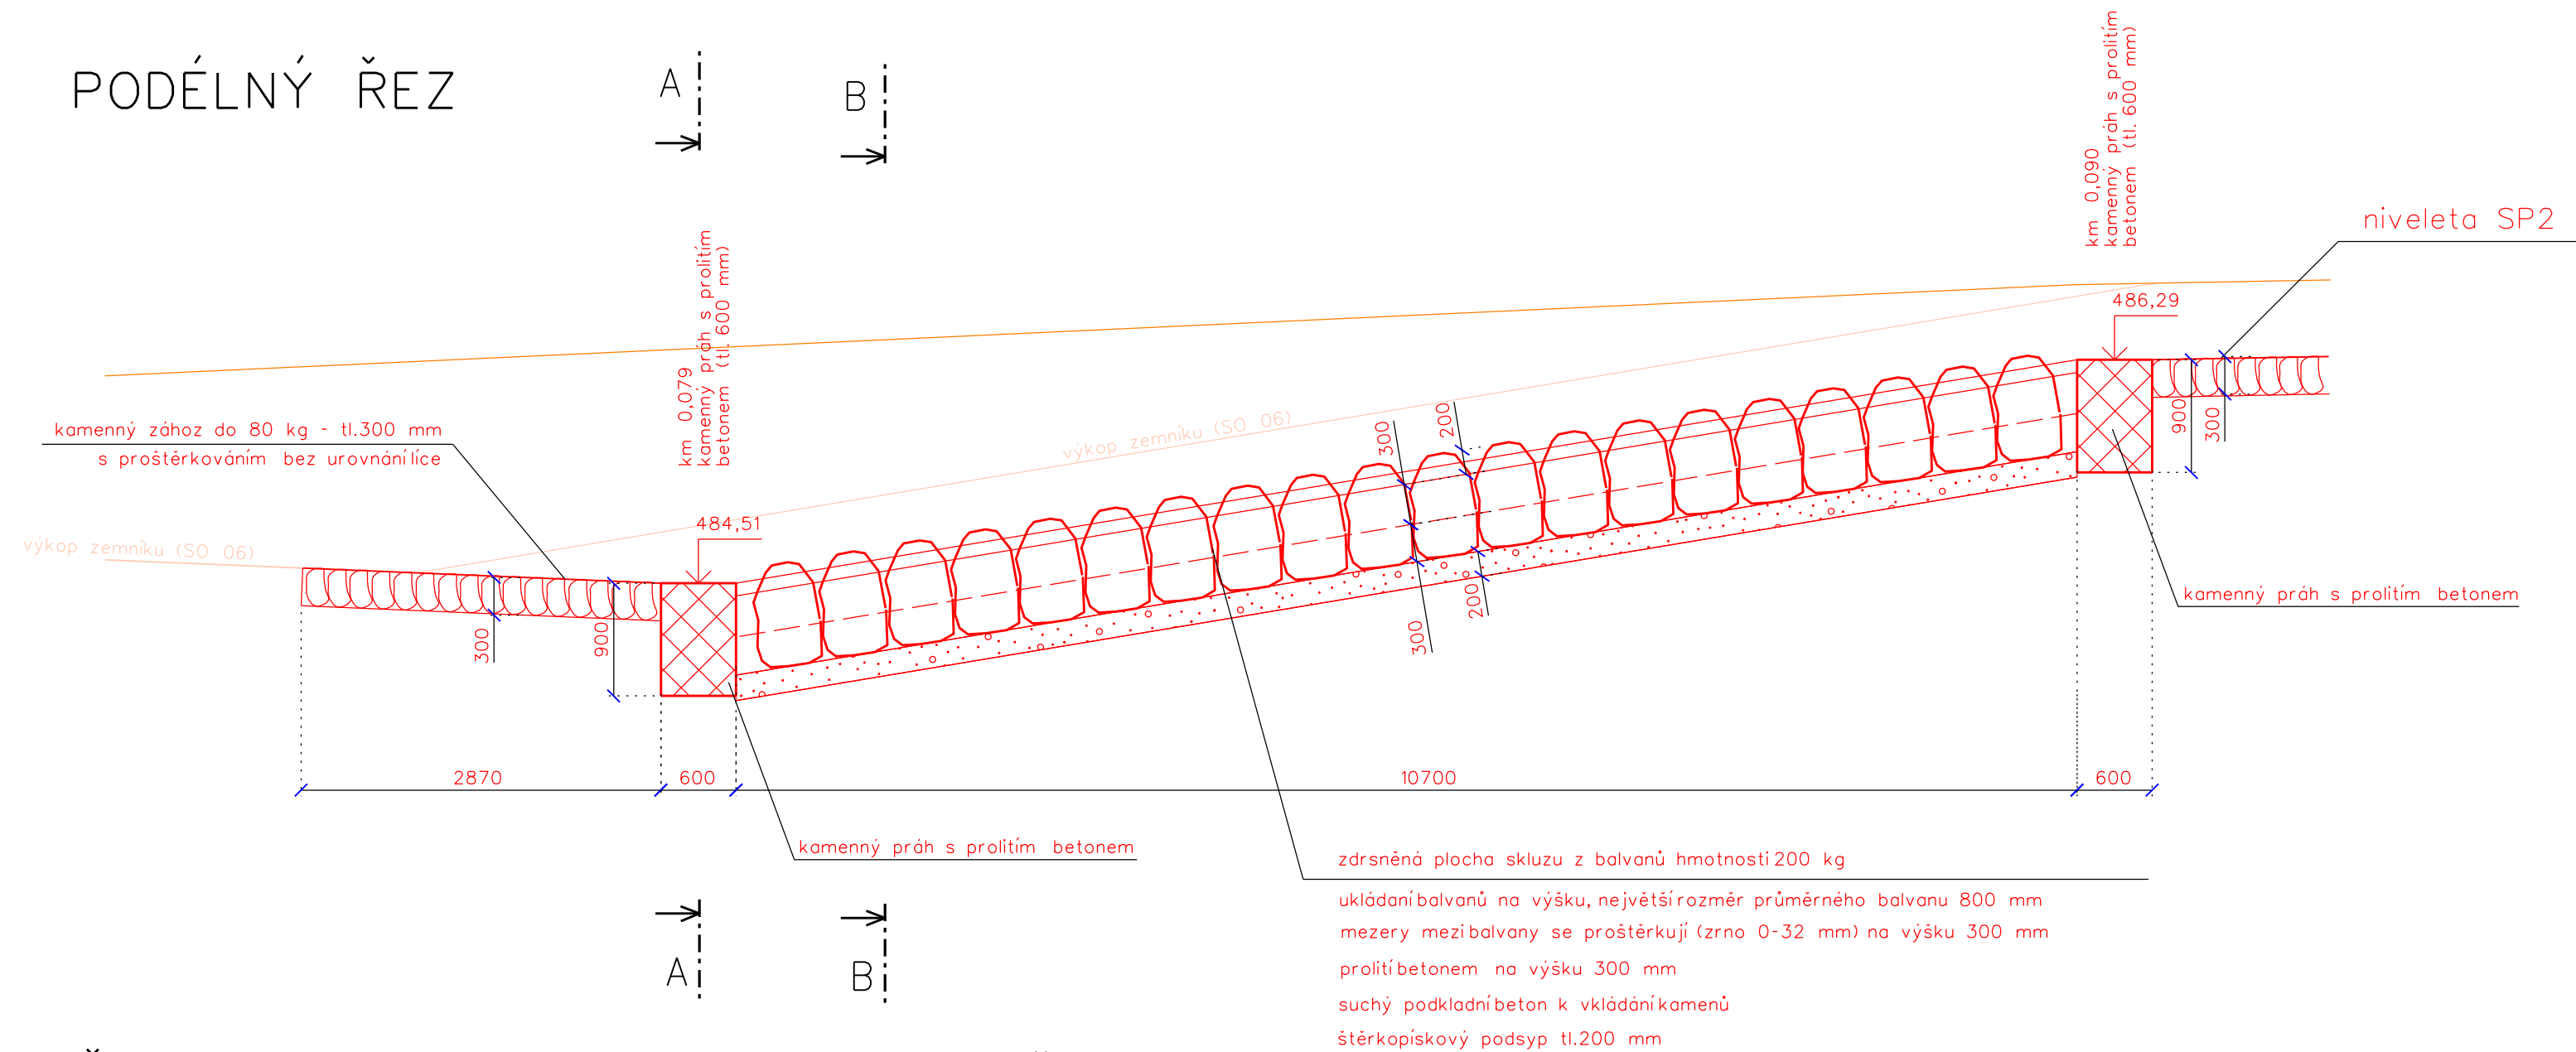 PODÉLNÝ ŘEZ
A
B
km 0,079
kamenný práh s prolitím
betonem (tl. 600 mm)
km 0,090
kamenný práh s prolitím
betonem (tl. 600 mm)
niveleta SP2
486,29
900
300
kamenný zához do 80 kg - tl.300 mm
s proštěrkováním bez urovnání líce
výkop zemníku (SO 06)
výkop zemníku (SO 06)
484,51
300
900
300
200
300
200
kamenný práh s prolitím betonem
2870
600
10700
600
kamenný práh s prolitím betonem
zdrsněná plocha skluzu z balvanů hmotnosti 200 kg
ukládaní balvanů na výšku, největší rozměr průměrného balvanu 800 mm
mezery mezi balvany se proštěrkují (zrno 0-32 mm) na výšku 300 mm
prolití betonem na výšku 300 mm
suchý podkladní beton k vkládání kamenů
štěrkopískový podsyp tl.200 mm
A
B